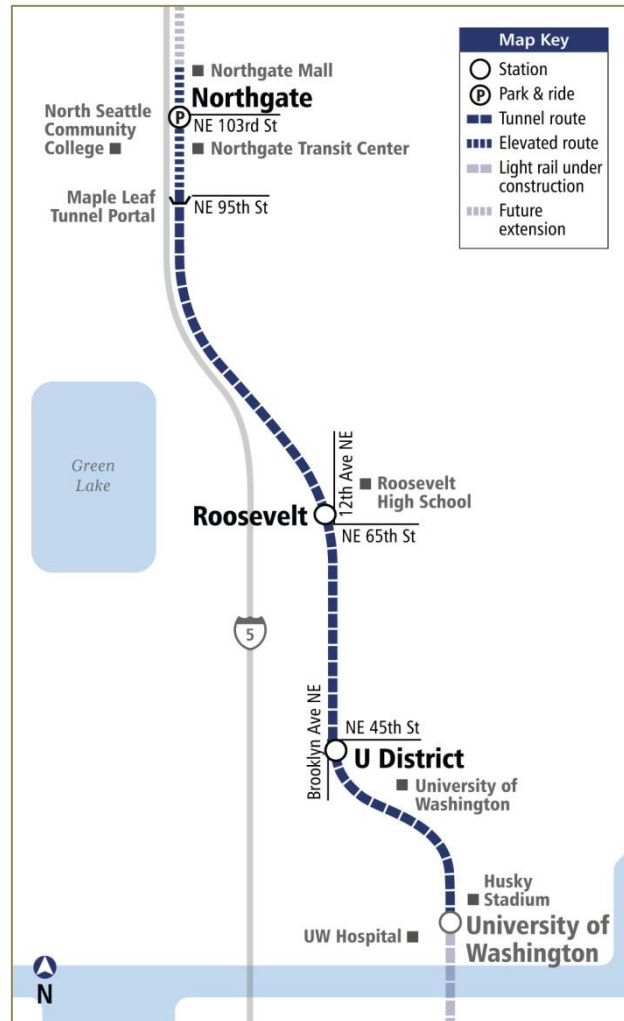 Map Key
Station
P Park & ride
Tunnel route
Elevated route
Light rail under
construction
Future
extension
Northgate Mall
Northgate
P
NE 103rd St
North Seattle
Community
College
Northgate Transit Center
Maple Leaf
Tunnel Portal
NE 95th St
Green
Lake
12th Ave NE
Roosevelt
High School
Roosevelt
NE 65th St
5
Brooklyn Ave NE
NE 45th St
U District
University of
Washington
Husky
Stadium
UW Hospital
University of
Washington
N